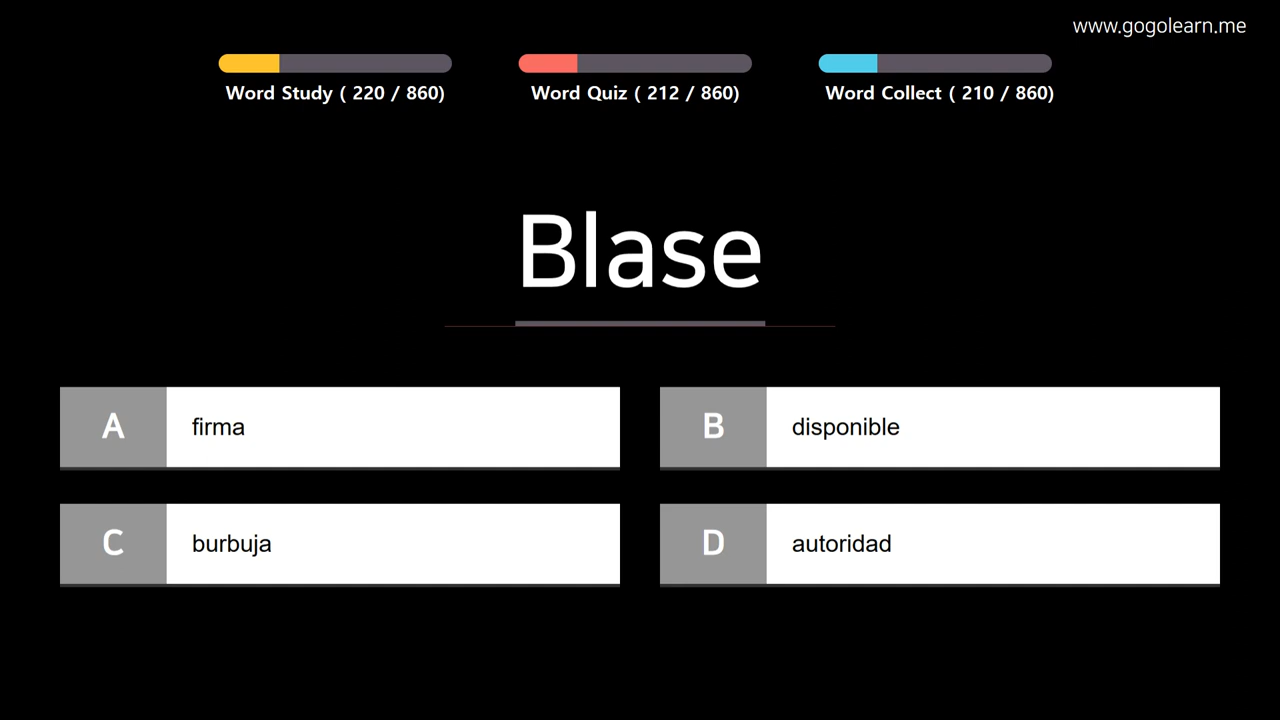 www.gogolearn.me
Word Study ( 220 / 860)
Word Quiz ( 212 / 860)
Word Collect ( 210 / 860)
Blase
A firma
B disponible
C burbuja
D autoridad